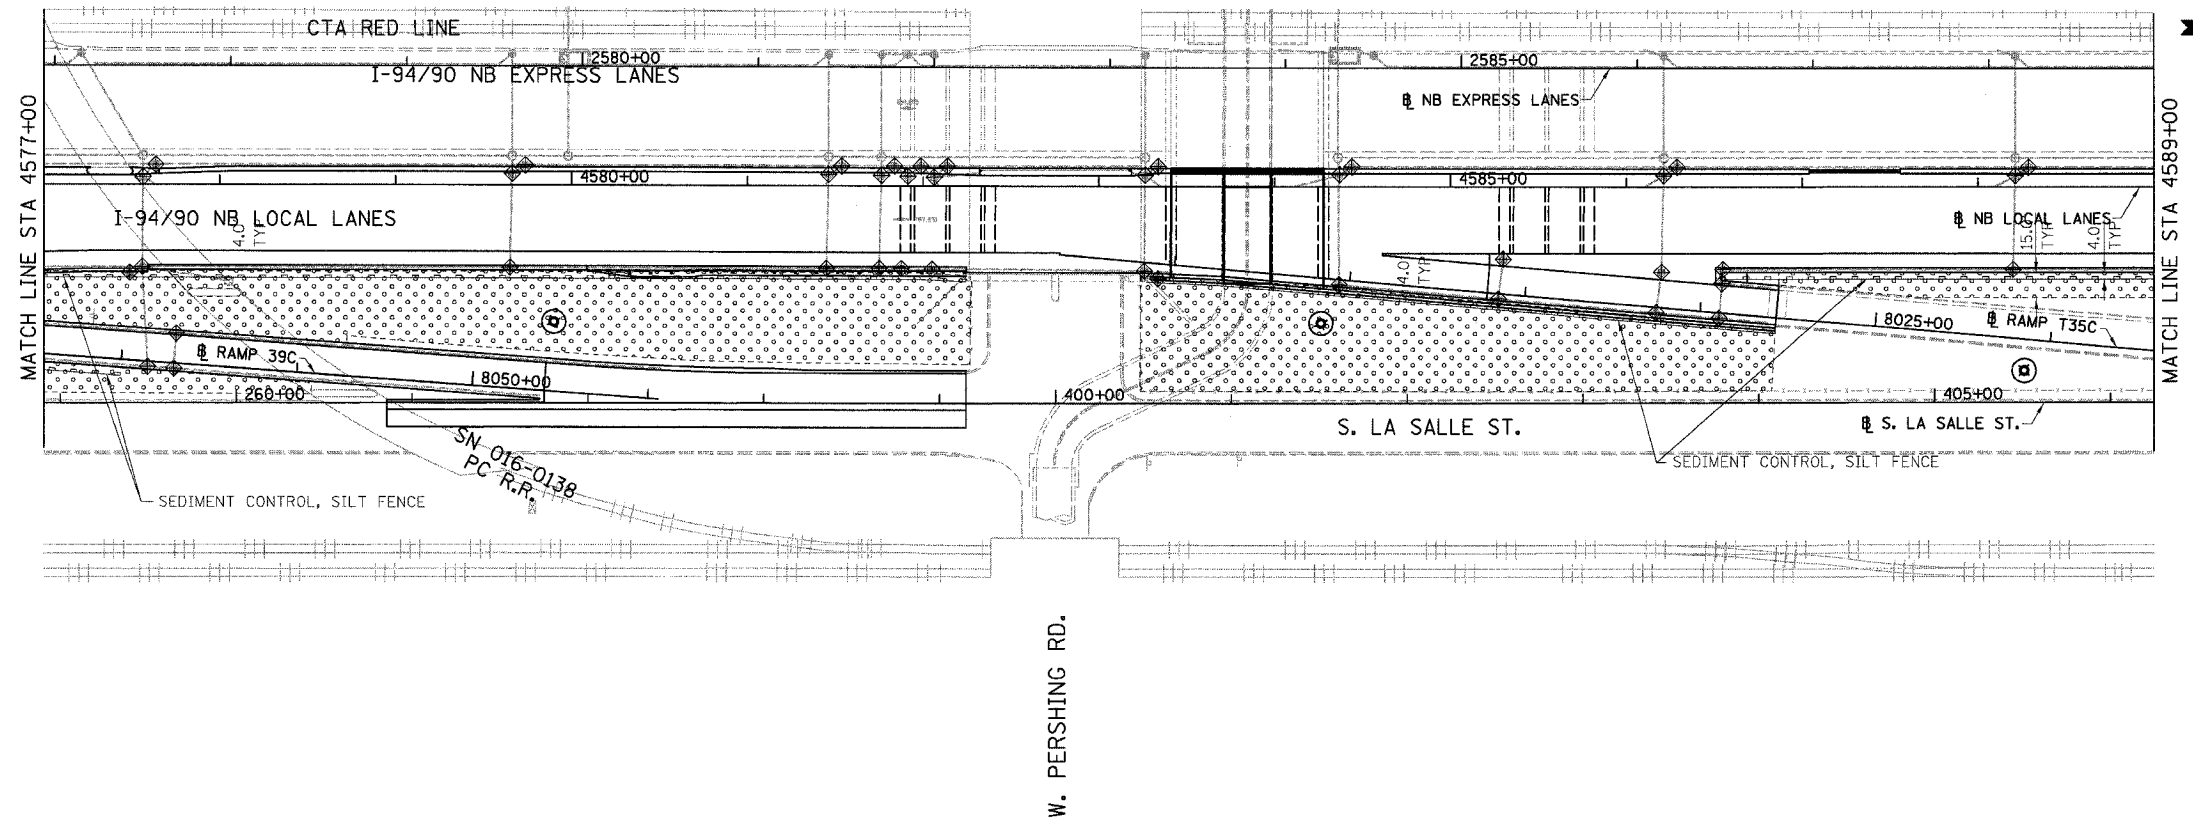 CTA RED LINE
2580+00
2585+00
I-94/90 NB EXPRESS LANES
℄ NB EXPRESS LANES
MATCH LINE STA 4577+00
MATCH LINE STA 4589+00
4580+00
4585+00
I-94/90 NB LOCAL LANES
℄ NB LOCAL LANES
4.0
TYP
15.0
TYP
4.0
TYP
4.0
TYP
8025+00
℄ RAMP T35C
℄ RAMP 39C
8050+00
260+00
400+00
405+00
S. LA SALLE ST.
℄ S. LA SALLE ST.
SN 016-0138
PC R.R.
SEDIMENT CONTROL, SILT FENCE
SEDIMENT CONTROL, SILT FENCE
W. PERSHING RD.